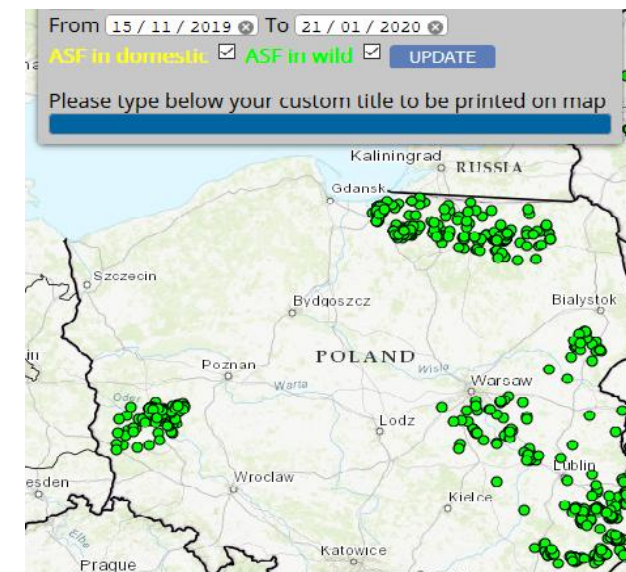 From 15 / 11 / 2019 To 21 / 01 / 2020
ASF in domestic ASF in wild UPDATE
Please type below your custom title to be printed on map
Kaliningrad
RUSSIA
Gdansk
Szczecin
Bydgoszcz
Bialystok
Poznan
POLAND
Wisla
Warsaw
Warta
Oder
Lodz
Lublin
Wroclaw
Kielce
esden
Elbe
Katowice
Prague